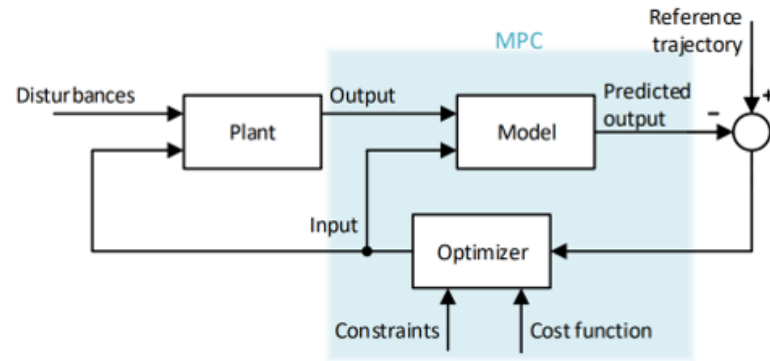 Reference
trajectory
MPC
Disturbances
Output
Predicted
output
+
−
Plant
Model
Input
Optimizer
Constraints
Cost function